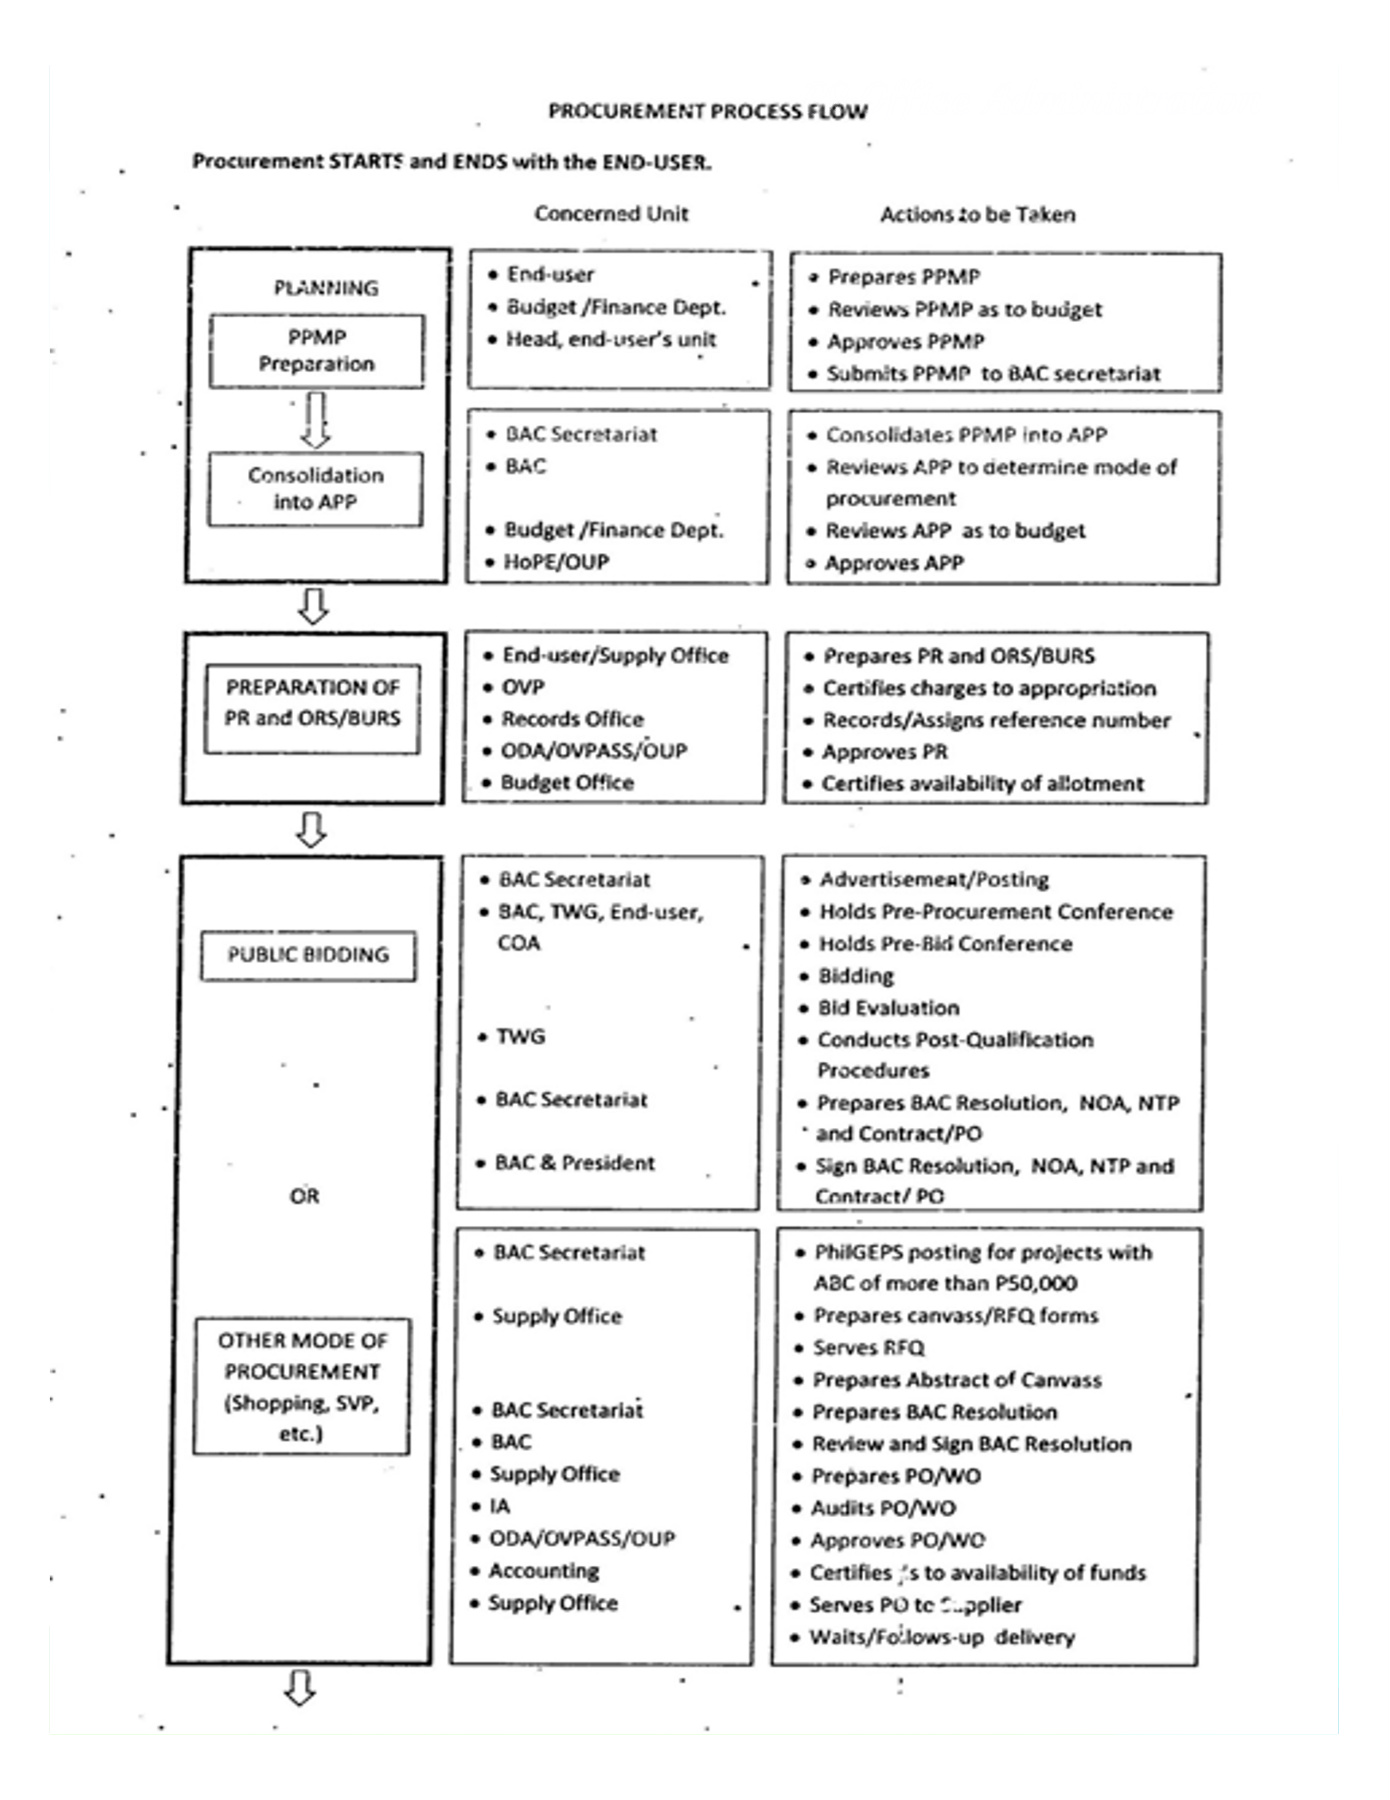 PROCUREMENT PROCESS FLOW
Procurement STARTS and ENDS with the END-USER.
Concerned Unit
Actions to be Taken
PLANNING
PPMP
Preparation
• End-user
• Budget /Finance Dept.
• Head, end-user's unit
• Prepares PPMP
• Reviews PPMP as to budget
• Approves PPMP
• Submits PPMP to BAC secretariat
Consolidation
into APP
• BAC Secretariat
• BAC
• Budget /Finance Dept.
• HoPE/OUP
• Consolidates PPMP into APP
• Reviews APP to determine mode of
procurement
• Reviews APP as to budget
• Approves APP
PREPARATION OF
PR and ORS/BURS
• End-user/Supply Office
• OVP
• Records Office
• ODA/OVPASS/OUP
• Budget Office
• Prepares PR and ORS/BURS
• Certifies charges to appropriation
• Records/Assigns reference number
• Approves PR
• Certifies availability of allotment
PUBLIC BIDDING
• BAC Secretariat
• BAC, TWG, End-user,
COA
• TWG
• BAC Secretariat
• BAC & President
• Advertisement/Posting
• Holds Pre-Procurement Conference
• Holds Pre-Bid Conference
• Bidding
• Bid Evaluation
• Conducts Post-Qualification
Procedures
• Prepares BAC Resolution, NOA, NTP
and Contract/PO
• Sign BAC Resolution, NOA, NTP and
Contract/ PO
OR
OTHER MODE OF
PROCUREMENT
(Shopping, SVP,
etc.)
• BAC Secretariat
• Supply Office
• BAC Secretariat
• BAC
• Supply Office
• IA
• ODA/OVPASS/OUP
• Accounting
• Supply Office
• PhilGEPS posting for projects with
ABC of more than P50,000
• Prepares canvass/RFQ forms
• Serves RFQ
• Prepares Abstract of Canvass
• Prepares BAC Resolution
• Review and Sign BAC Resolution
• Prepares PO/WO
• Audits PO/WO
• Approves PO/WO
• Certifies as to availability of funds
• Serves PO to Supplier
• Waits/Follows-up delivery